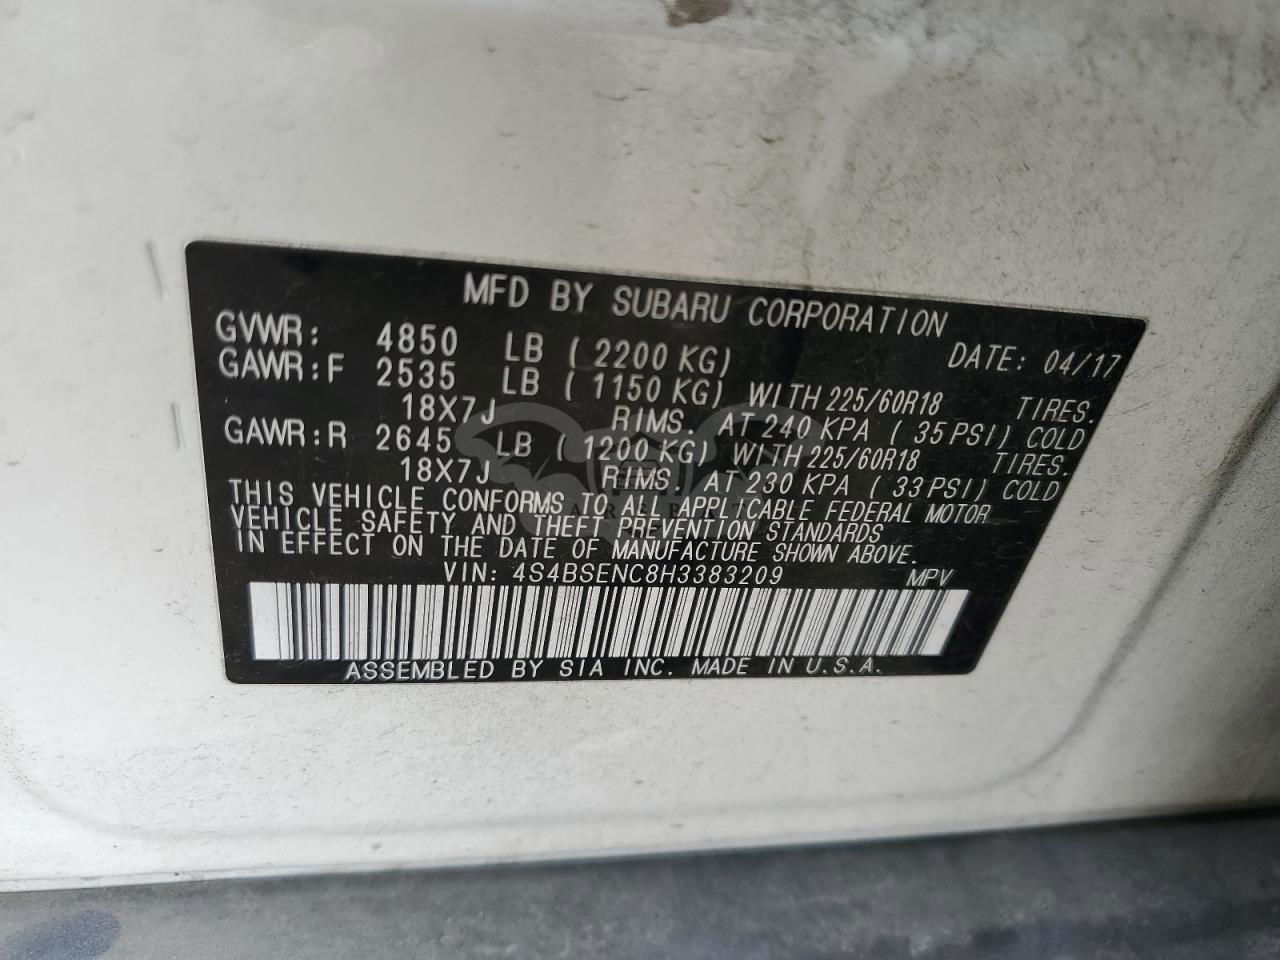 MFD BY SUBARU CORPORATION
GVWR: 4850 LB ( 2200 KG) DATE: 04/17
GAWR:F 2535 LB ( 1150 KG) WITH 225/60R18 TIRES.
18X7J RIMS. AT 240 KPA ( 35 PSI) COLD
GAWR:R 2645 LB ( 1200 KG) WITH 225/60R18 TIRES.
18X7J RIMS. AT 230 KPA ( 33 PSI) COLD
THIS VEHICLE CONFORMS TO ALL APPLICABLE FEDERAL MOTOR
VEHICLE SAFETY AND THEFT PREVENTION STANDARDS
IN EFFECT ON THE DATE OF MANUFACTURE SHOWN ABOVE.
VIN: 4S4BSENC8H3383209 MPV
ASSEMBLED BY SIA INC. MADE IN U.S.A.